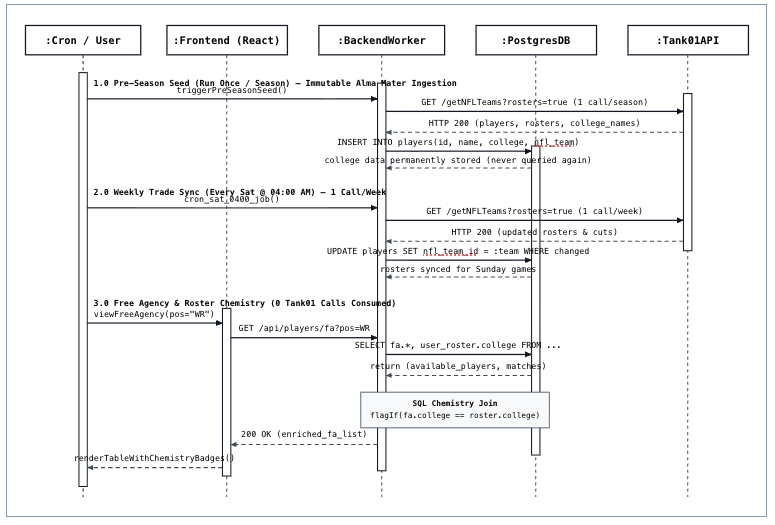 :Cron / User
:Frontend (React)
:BackendWorker
:PostgresDB
:Tank01API
1.0 Pre-Season Seed (Run Once / Season) — Immutable Alma Mater Ingestion
triggerPreSeasonSeed()
GET /getNFLTeams?rosters=true (1 call/season)
HTTP 200 (players, rosters, college_names)
INSERT INTO players(id, name, college, nfl_team)
college data permanently stored (never queried again)
2.0 Weekly Trade Sync (Every Sat @ 04:00 AM) — 1 Call/Week
cron_sat_0400_job()
GET /getNFLTeams?rosters=true (1 call/week)
HTTP 200 (updated rosters & cuts)
UPDATE players SET nfl_team_id = :team WHERE changed
rosters synced for Sunday games
3.0 Free Agency & Roster Chemistry (0 Tank01 Calls Consumed)
viewFreeAgency(pos="WR")
GET /api/players/fa?pos=WR
SELECT fa.*, user_roster.college FROM ...
return (available_players, matches)
SQL Chemistry Join
flagIf(fa.college == roster.college)
200 OK (enriched_fa_list)
renderTableWithChemistryBadges()